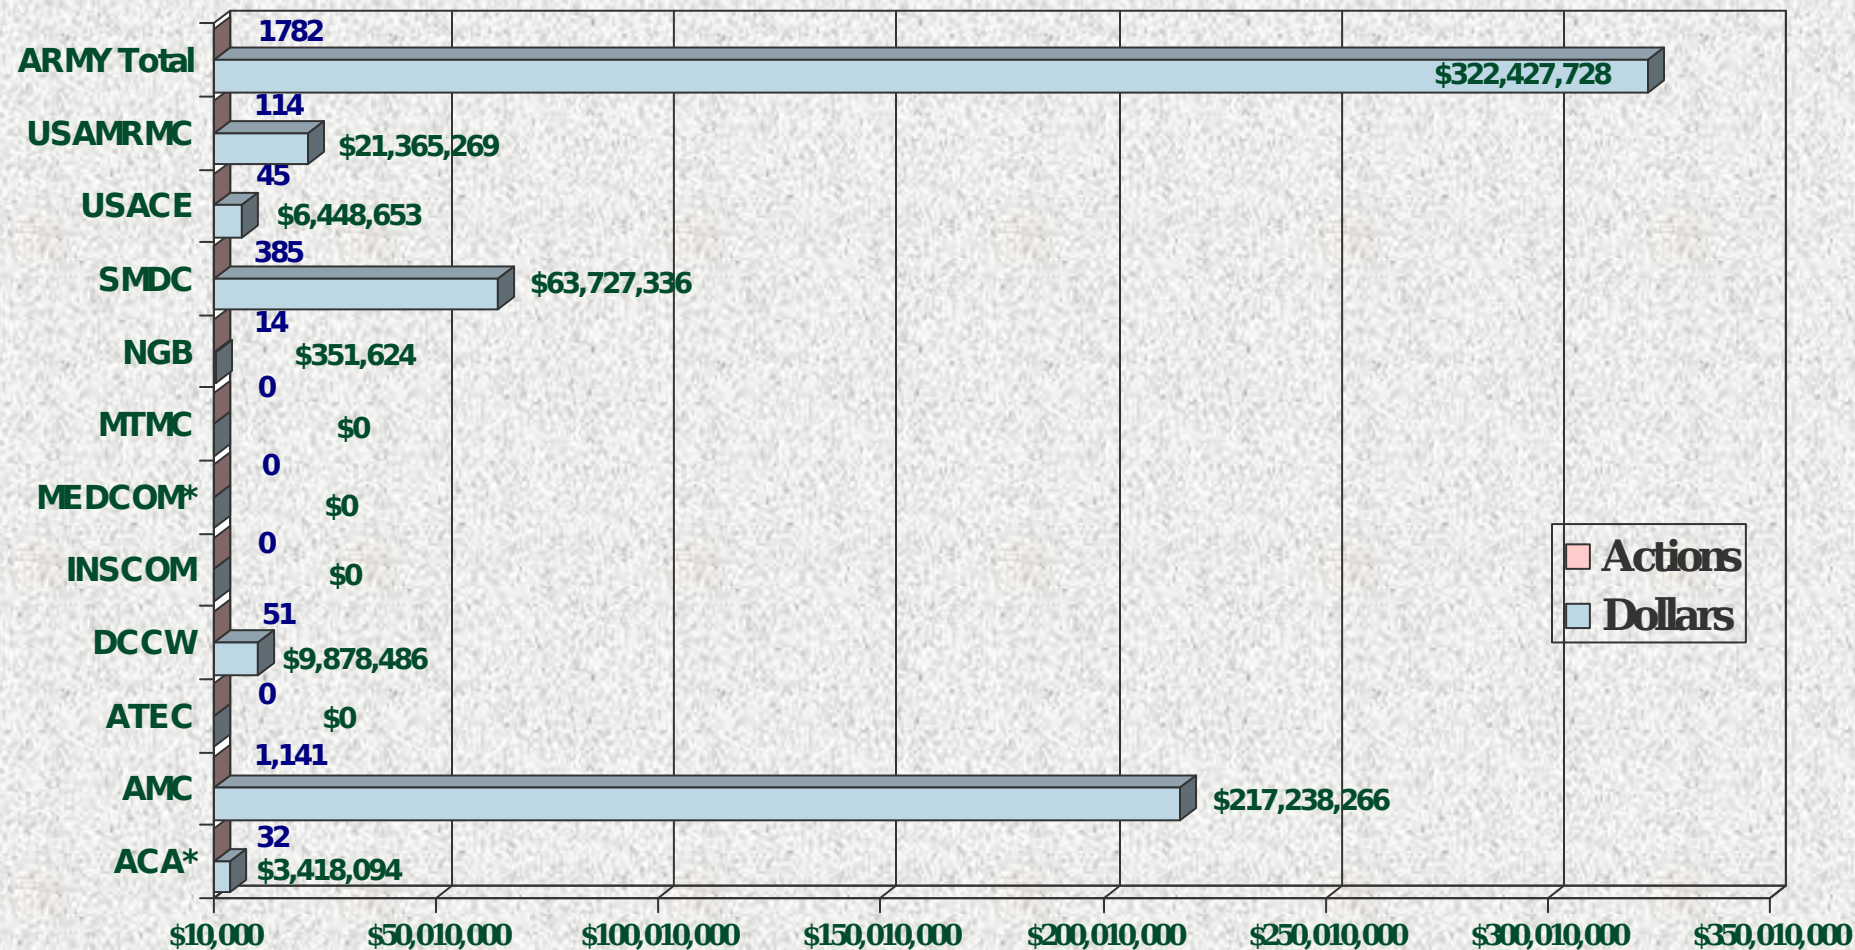 1782
ARMY Total
$322,427,728
114
USAMRMC
$21,365,269
45
USACE
$6,448,653
385
SMDC
$63,727,336
14
NGB
$351,624
0
MTMC
$0
0
MEDCOM*
$0
0
INSCOM
$0
Actions
Dollars
51
DCCW
$9,878,486
0
ATEC
$0
1,141
AMC
$217,238,266
32
ACA*
$3,418,094
$10,000 $50,010,000 $100,010,000 $150,010,000 $200,010,000 $250,010,000 $300,010,000 $350,010,000